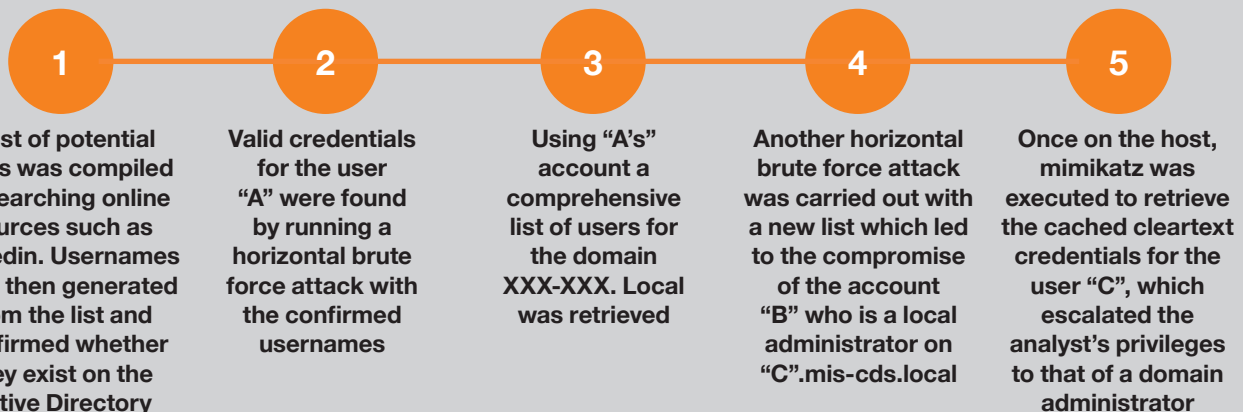 1
2
3
4
5
st of potential
s was compiled
earching online
urces such as
edin. Usernames
then generated
m the list and
firmed whether
ey exist on the
tive Directory
Valid credentials
for the user
“A” were found
by running a
horizontal brute
force attack with
the confirmed
usernames
Using “A’s”
account a
comprehensive
list of users for
the domain
XXX-XXX. Local
was retrieved
Another horizontal
brute force attack
was carried out with
a new list which led
to the compromise
of the account
“B” who is a local
administrator on
“C”.mis-cds.local
Once on the host,
mimikatz was
executed to retrieve
the cached cleartext
credentials for the
user “C”, which
escalated the
analyst’s privileges
to that of a domain
administrator